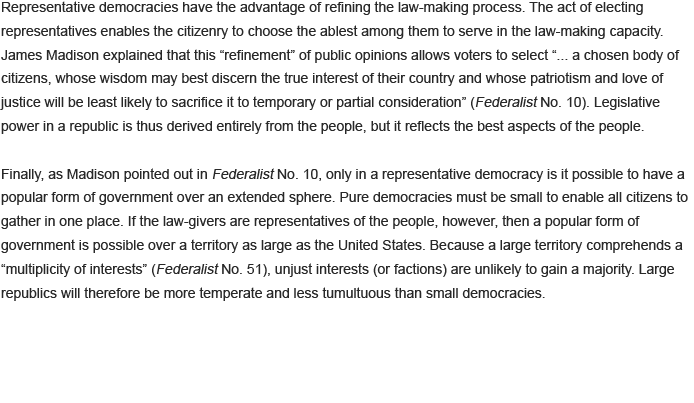 Representative democracies have the advantage of refining the law-making process. The act of electing
representatives enables the citizenry to choose the ablest among them to serve in the law-making capacity.
James Madison explained that this “refinement” of public opinions allows voters to select “... a chosen body of
citizens, whose wisdom may best discern the true interest of their country and whose patriotism and love of
justice will be least likely to sacrifice it to temporary or partial consideration” (Federalist No. 10). Legislative
power in a republic is thus derived entirely from the people, but it reflects the best aspects of the people.
Finally, as Madison pointed out in Federalist No. 10, only in a representative democracy is it possible to have a
popular form of government over an extended sphere. Pure democracies must be small to enable all citizens to
gather in one place. If the law-givers are representatives of the people, however, then a popular form of
government is possible over a territory as large as the United States. Because a large territory comprehends a
“multiplicity of interests” (Federalist No. 51), unjust interests (or factions) are unlikely to gain a majority. Large
republics will therefore be more temperate and less tumultuous than small democracies.